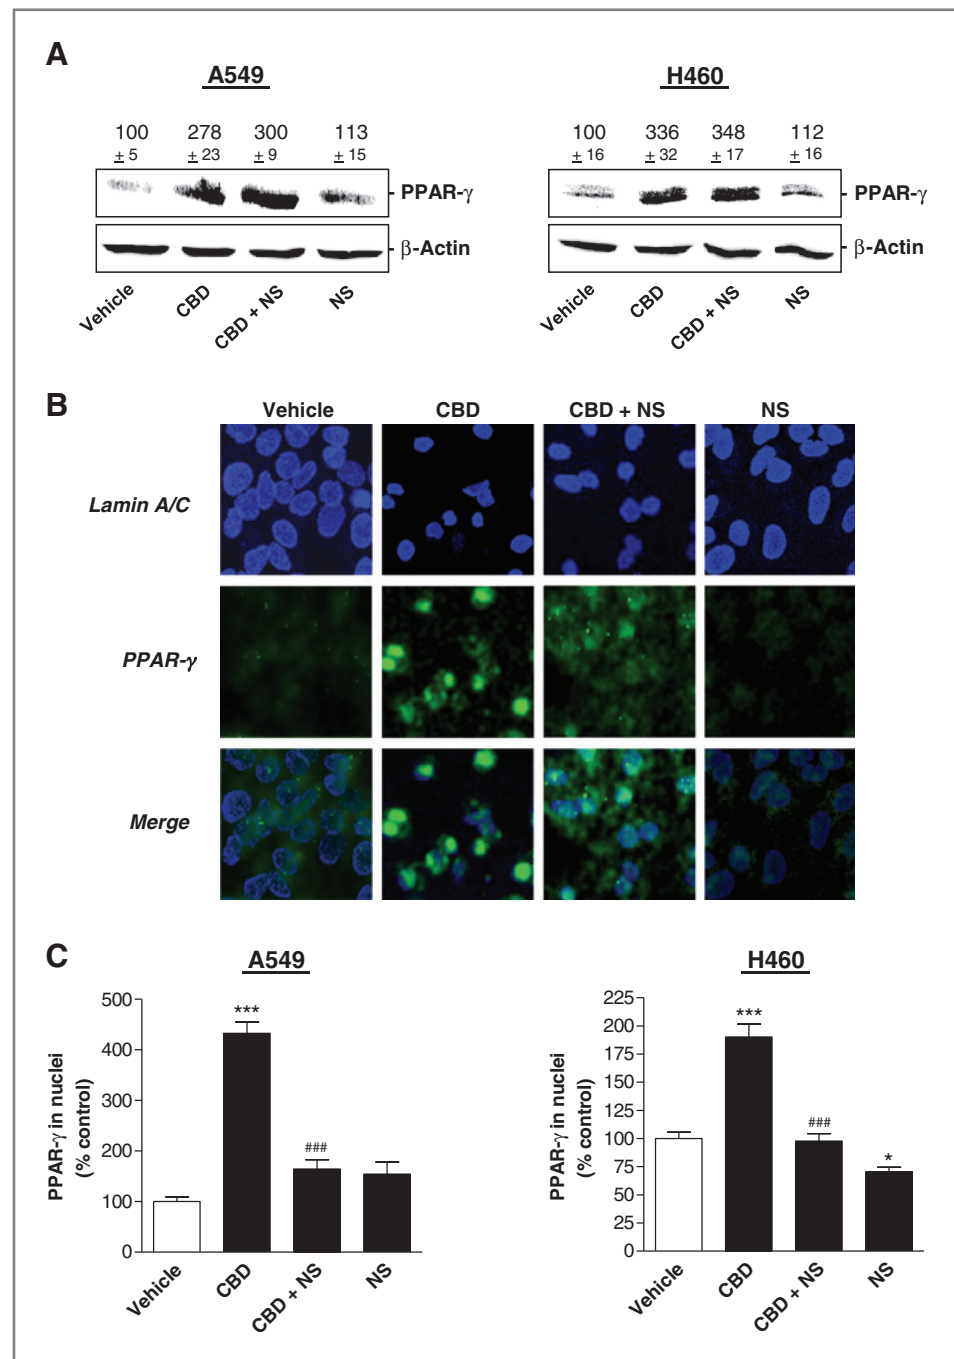 A
A549
H460
100 278 300 113
± 5 ± 23 ± 9 ± 15
PPAR-γ
β-Actin
Vehicle CBD CBD + NS NS
100 336 348 112
± 16 ± 32 ± 17 ± 16
PPAR-γ
β-Actin
Vehicle CBD CBD + NS NS
B
Vehicle CBD CBD + NS NS
Lamin A/C
PPAR-γ
Merge
C
A549
PPAR-γ in nuclei
(% control)
500
400
300
200
100
0
***
###
Vehicle CBD CBD + NS NS
H460
PPAR-γ in nuclei
(% control)
225
200
175
150
125
100
75
50
25
0
***
###
*
Vehicle CBD CBD + NS NS